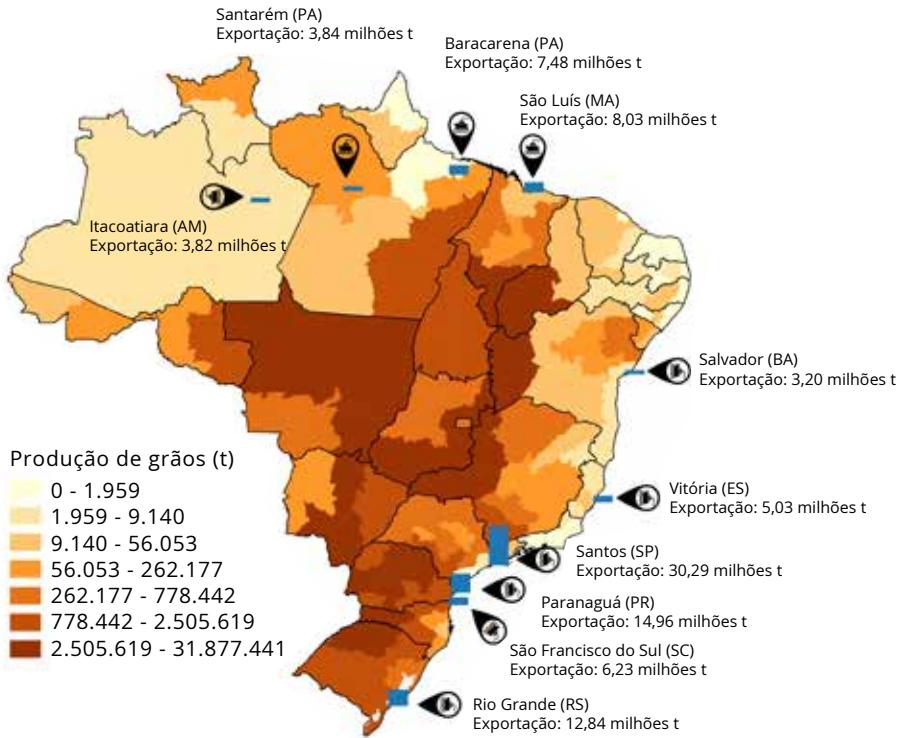 Santarém (PA)
Exportação: 3,84 milhões t
Baracarena (PA)
Exportação: 7,48 milhões t
São Luís (MA)
Exportação: 8,03 milhões t
Itacoatiara (AM)
Exportação: 3,82 milhões t
Salvador (BA)
Exportação: 3,20 milhões t
Produção de grãos (t)
0 - 1.959
1.959 - 9.140
9.140 - 56.053
56.053 - 262.177
262.177 - 778.442
778.442 - 2.505.619
2.505.619 - 31.877.441
Vitória (ES)
Exportação: 5,03 milhões t
Santos (SP)
Exportação: 30,29 milhões t
Paranaguá (PR)
Exportação: 14,96 milhões t
São Francisco do Sul (SC)
Exportação: 6,23 milhões t
Rio Grande (RS)
Exportação: 12,84 milhões t